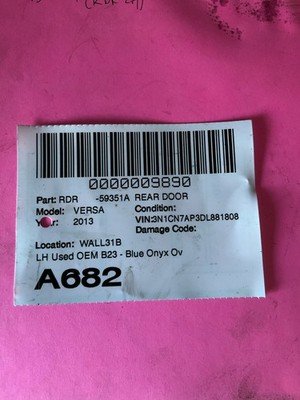 0000009890
Part: RDR -59351A REAR DOOR
Model: VERSA Condition:
Year: 2013 VIN:3N1CN7AP3DL881808
Damage Code:
Location: WALL31B
LH Used OEM B23 - Blue Onyx Ov
A682